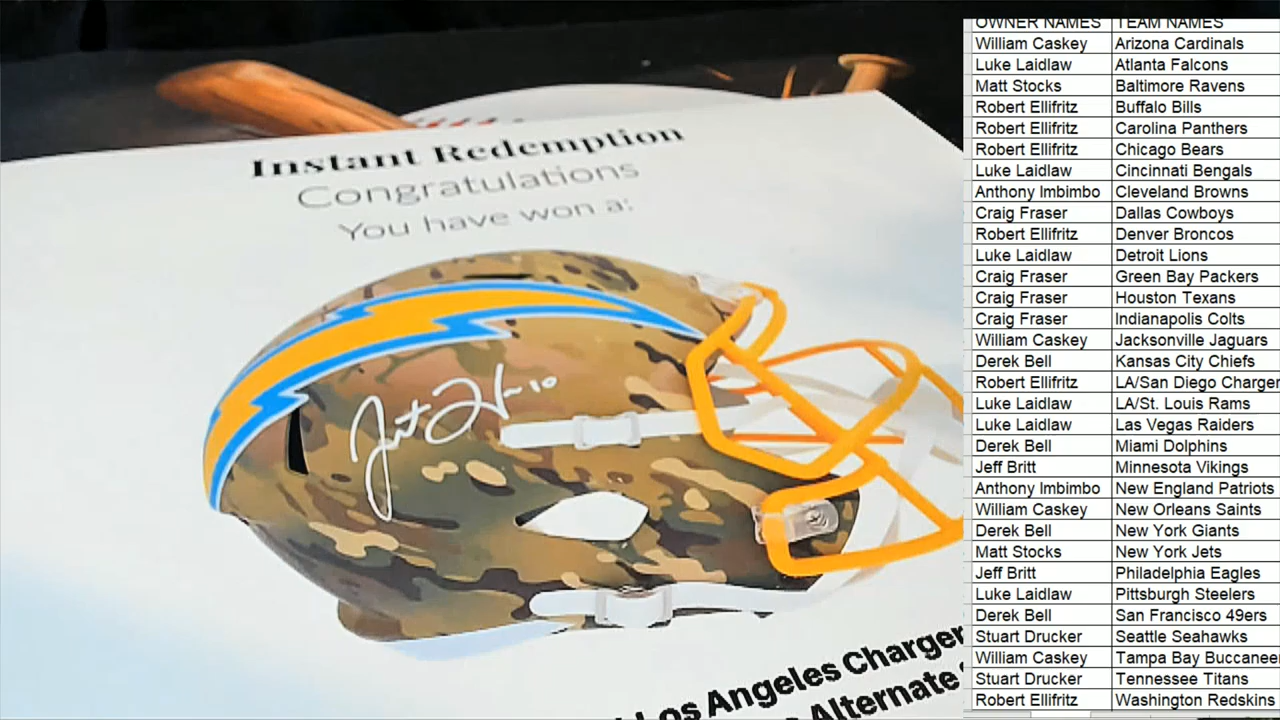 Instant Redemption
Congratulations
You have won a:
Los Angeles Charger
Alternate
OWNER NAMES TEAM NAMES
William Caskey Arizona Cardinals
Luke Laidlaw Atlanta Falcons
Matt Stocks Baltimore Ravens
Robert Ellifritz Buffalo Bills
Robert Ellifritz Carolina Panthers
Robert Ellifritz Chicago Bears
Luke Laidlaw Cincinnati Bengals
Anthony Imbimbo Cleveland Browns
Craig Fraser Dallas Cowboys
Robert Ellifritz Denver Broncos
Luke Laidlaw Detroit Lions
Craig Fraser Green Bay Packers
Craig Fraser Houston Texans
Craig Fraser Indianapolis Colts
William Caskey Jacksonville Jaguars
Derek Bell Kansas City Chiefs
Robert Ellifritz LA/San Diego Charger
Luke Laidlaw LA/St. Louis Rams
Luke Laidlaw Las Vegas Raiders
Derek Bell Miami Dolphins
Jeff Britt Minnesota Vikings
Anthony Imbimbo New England Patriots
William Caskey New Orleans Saints
Derek Bell New York Giants
Matt Stocks New York Jets
Jeff Britt Philadelphia Eagles
Luke Laidlaw Pittsburgh Steelers
Derek Bell San Francisco 49ers
Stuart Drucker Seattle Seahawks
William Caskey Tampa Bay Buccanee
Stuart Drucker Tennessee Titans
Robert Ellifritz Washington Redskins